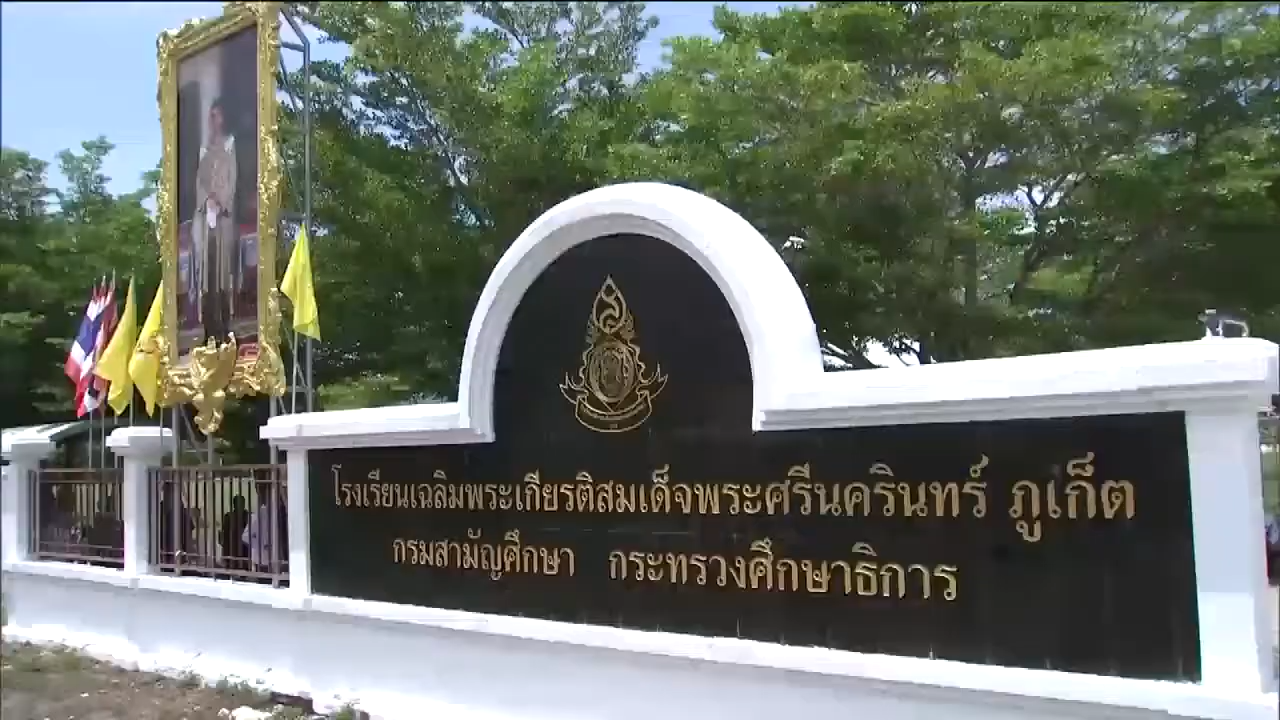 โรงเรียนเฉลิมพระเกียรติสมเด็จพระศรีนครินทร์ ภูเก็ต
กรมสามัญศึกษา กระทรวงศึกษาธิการ